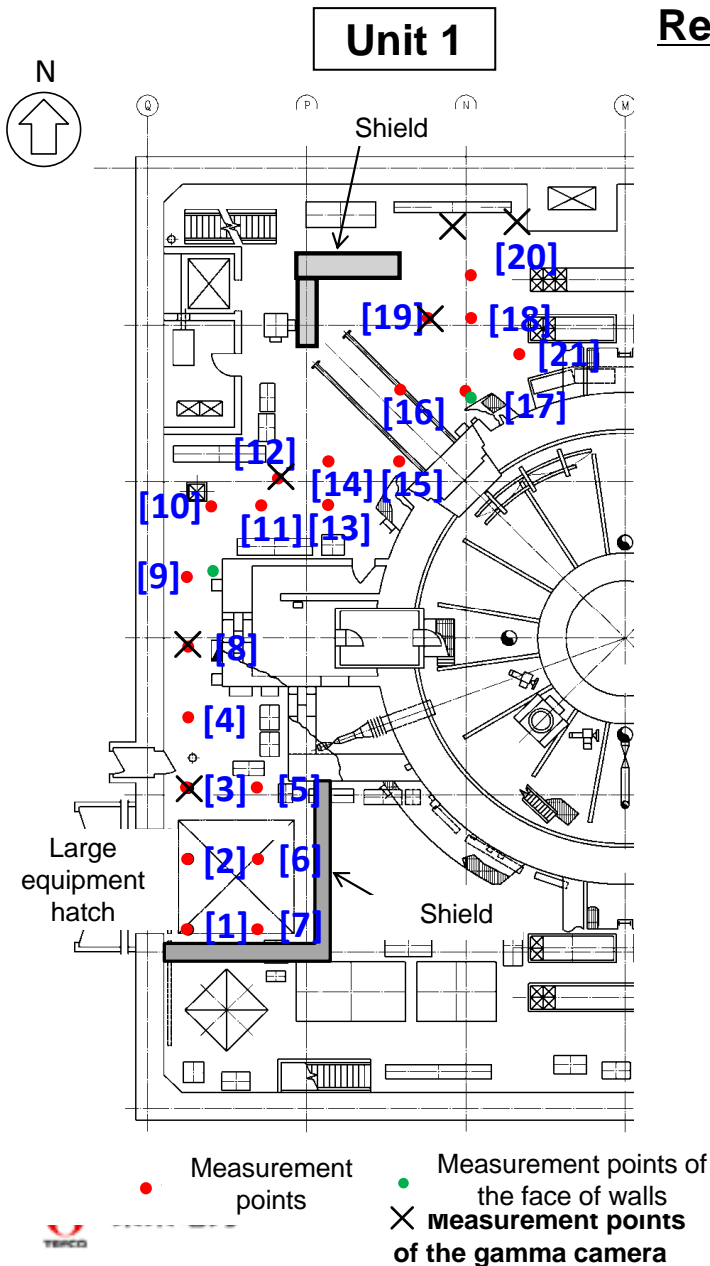 Unit 1
Re
N
Q
P
N
M
Shield
[20]
[19]
[18]
[21]
[16]
[17]
[12]
[14]
[15]
[10]
[11]
[13]
[9]
[8]
[4]
[3]
[5]
Large
equipment
hatch
[2]
[6]
Shield
[1]
[7]
Measurement
points
Measurement points of
the face of walls
Measurement points
of the gamma camera
TEPCO